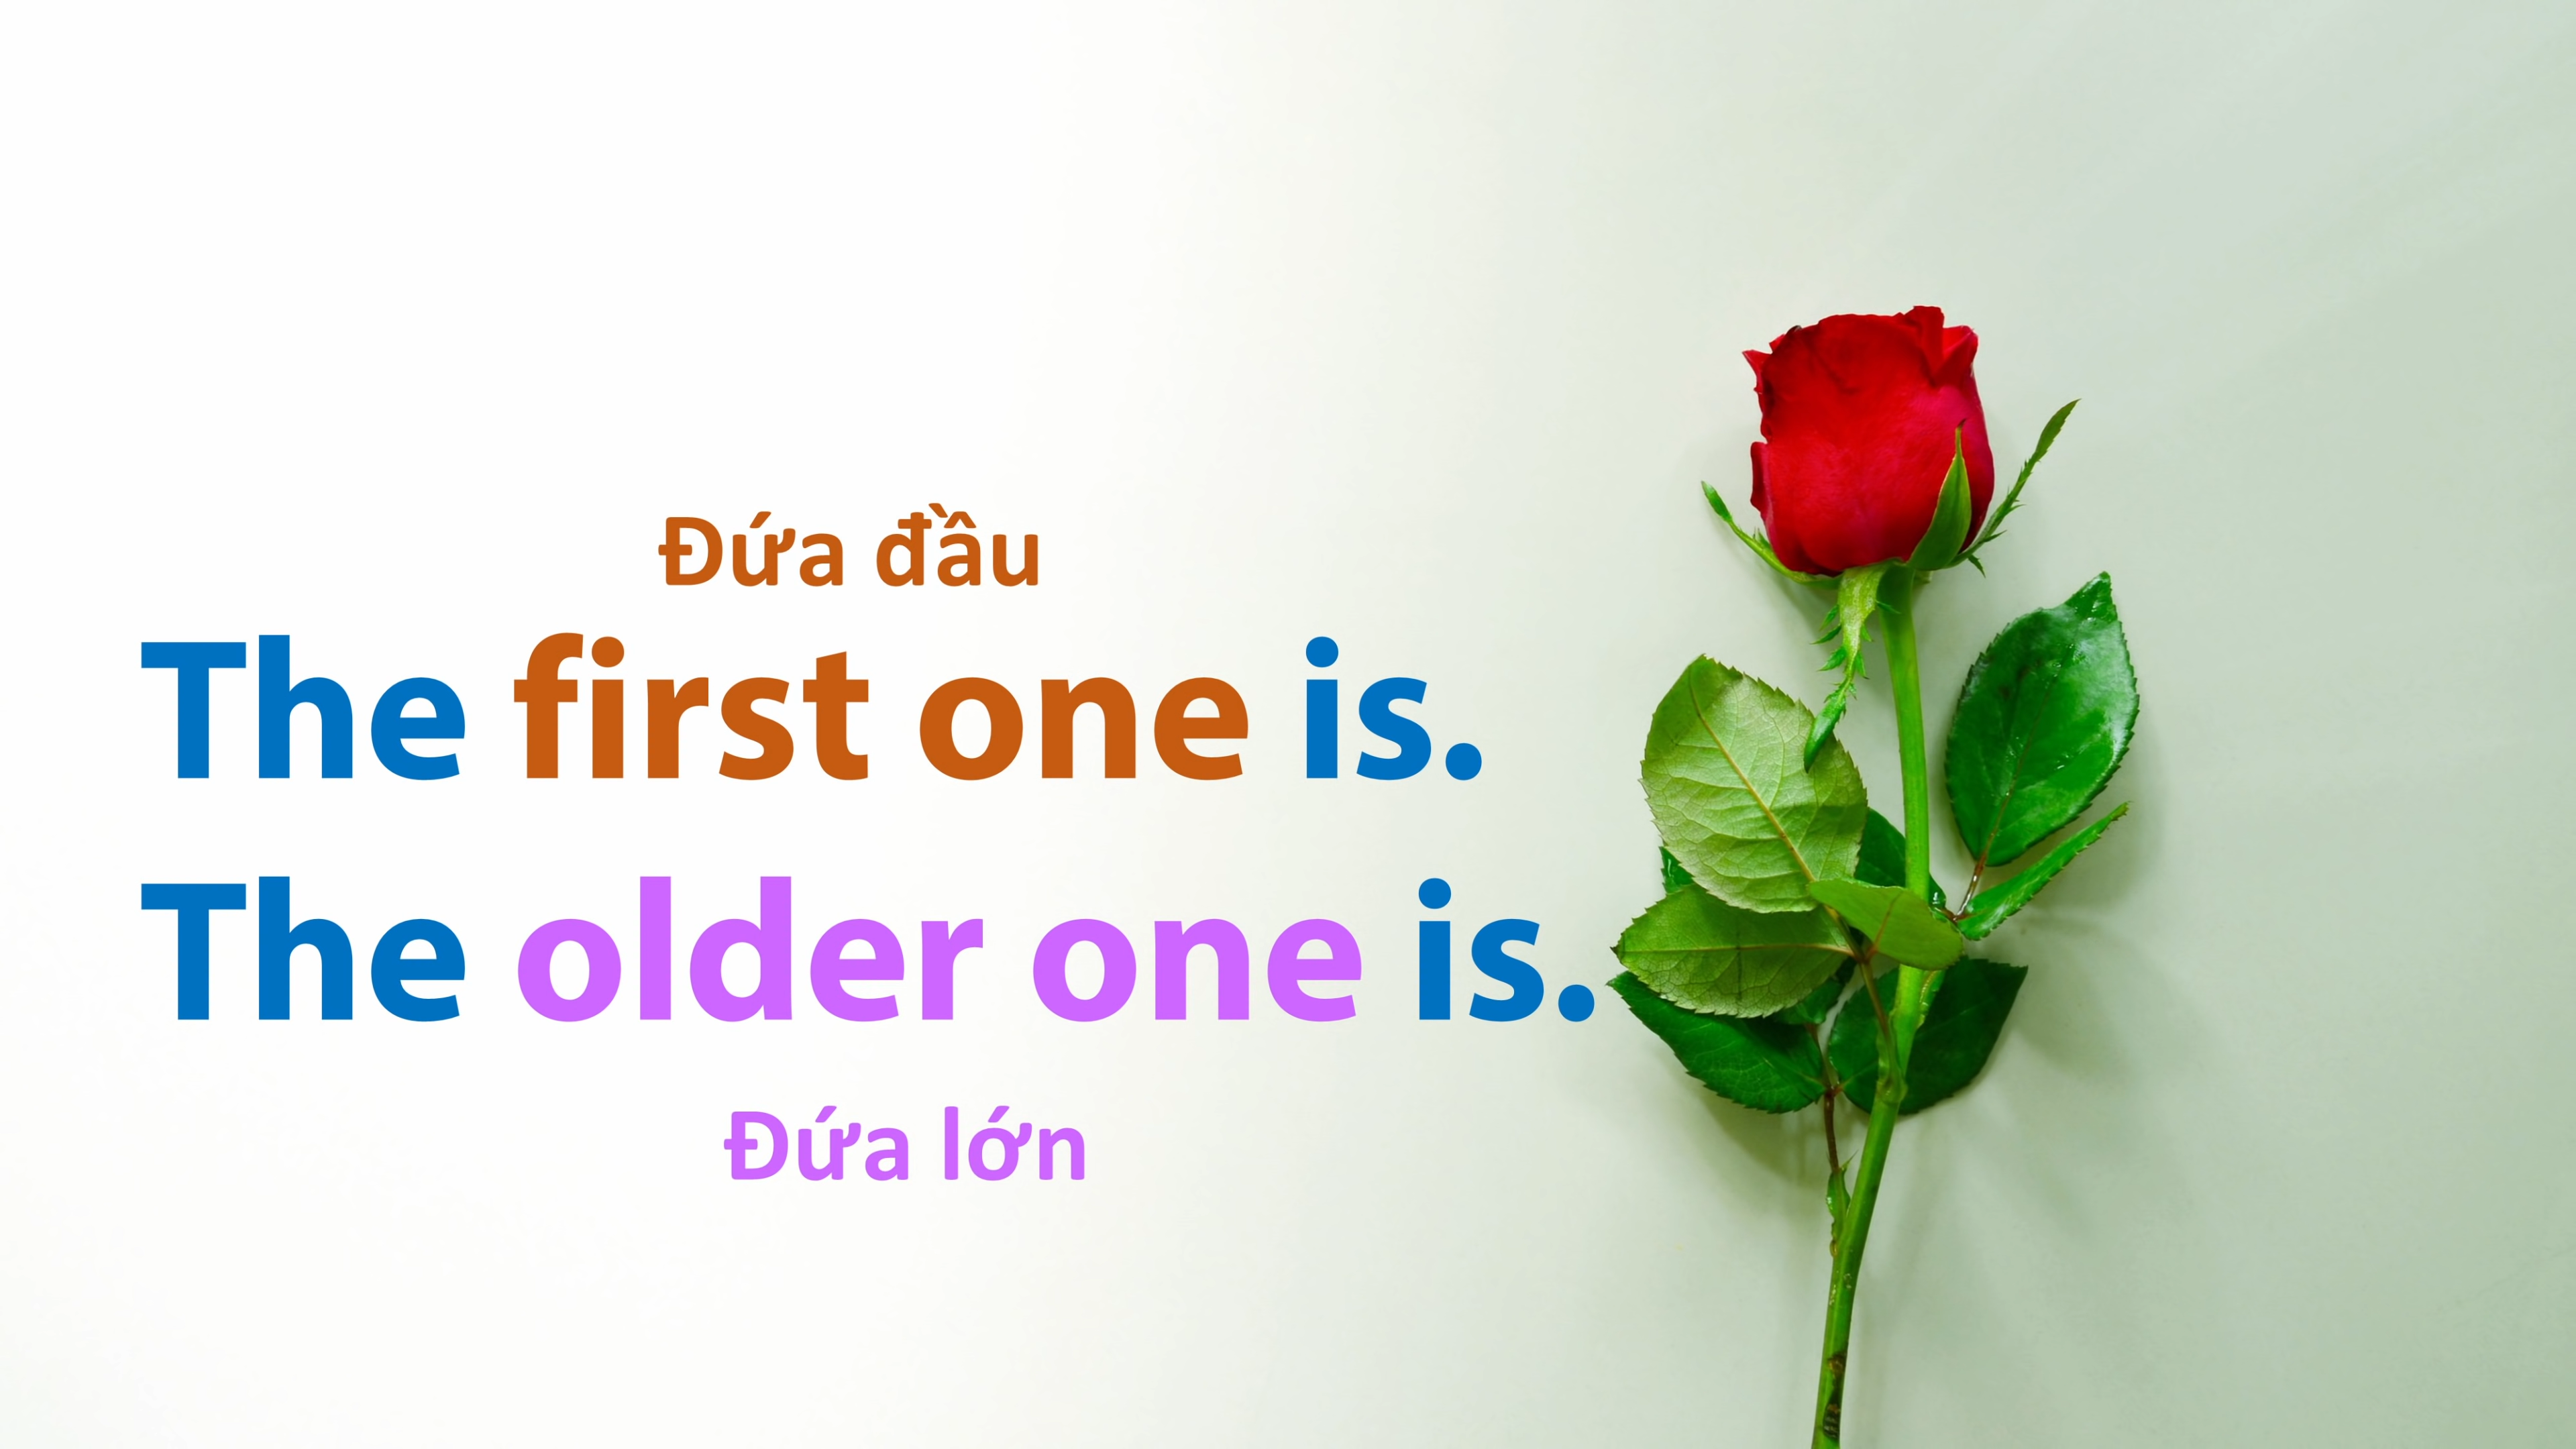 Đứa đầu
The first one is.
The older one is.
Đứa lớn